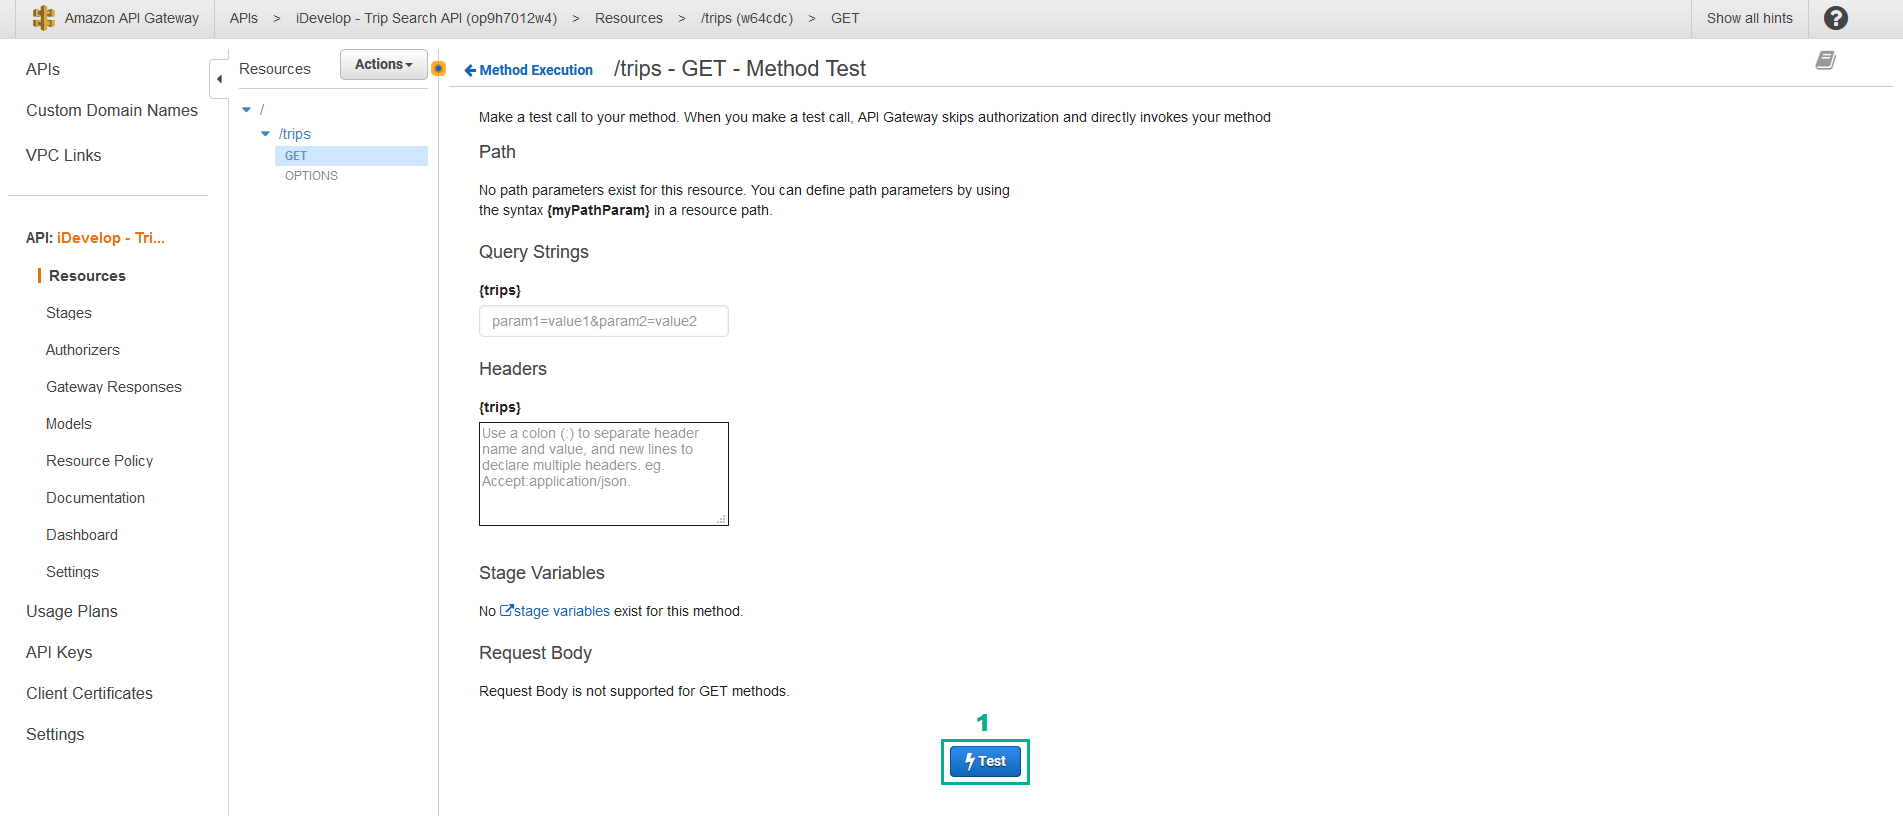 Amazon API Gateway
APIs > iDevelop - Trip Search API (op9h7012w4) > Resources > /trips (w64cdc) > GET
Show all hints
?
APIs
Custom Domain Names
VPC Links
API: iDevelop - Tri...
Resources
Stages
Authorizers
Gateway Responses
Models
Resource Policy
Documentation
Dashboard
Settings
Usage Plans
API Keys
Client Certificates
Settings
Resources
Actions
/
/trips
GET
OPTIONS
Method Execution
/trips - GET - Method Test
Make a test call to your method. When you make a test call, API Gateway skips authorization and directly invokes your method
Path
No path parameters exist for this resource. You can define path parameters by using
the syntax {myPathParam} in a resource path.
Query Strings
{trips}
param1=value1&param2=value2
Headers
{trips}
Use a colon (:) to separate header
name and value, and new lines to
declare multiple headers. eg.
Accept:application/json.
Stage Variables
No stage variables exist for this method.
Request Body
Request Body is not supported for GET methods.
1
Test